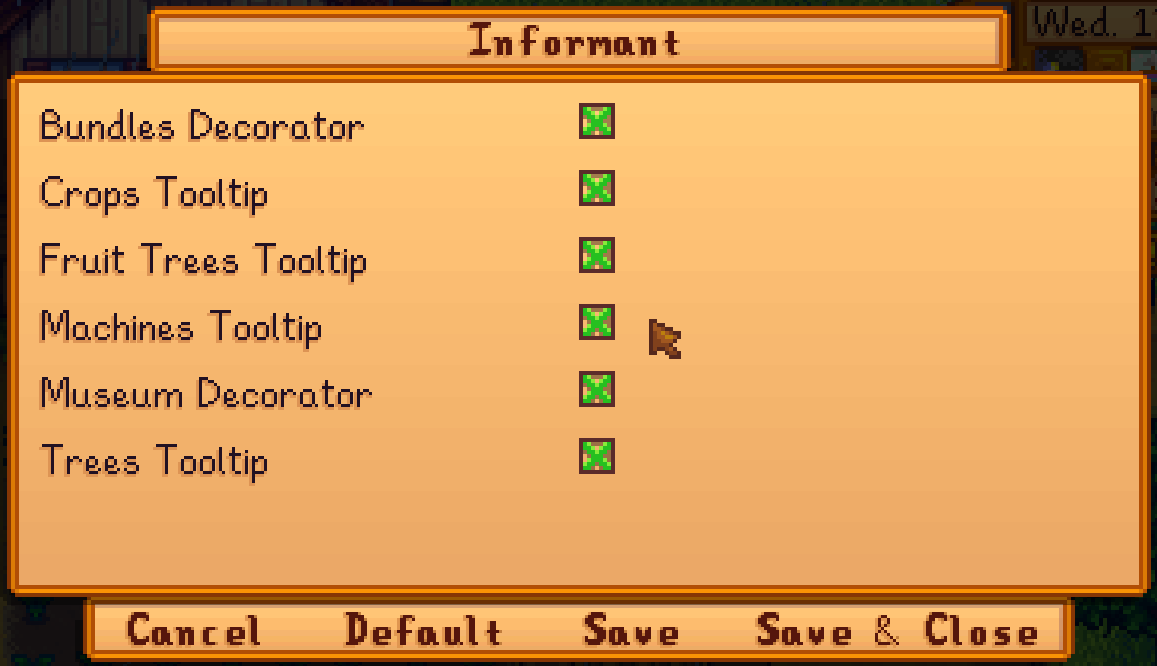 Informant
Wed.
Bundles Decorator
Crops Tooltip
Fruit Trees Tooltip
Machines Tooltip
Museum Decorator
Trees Tooltip
Cancel Default Save Save & Close